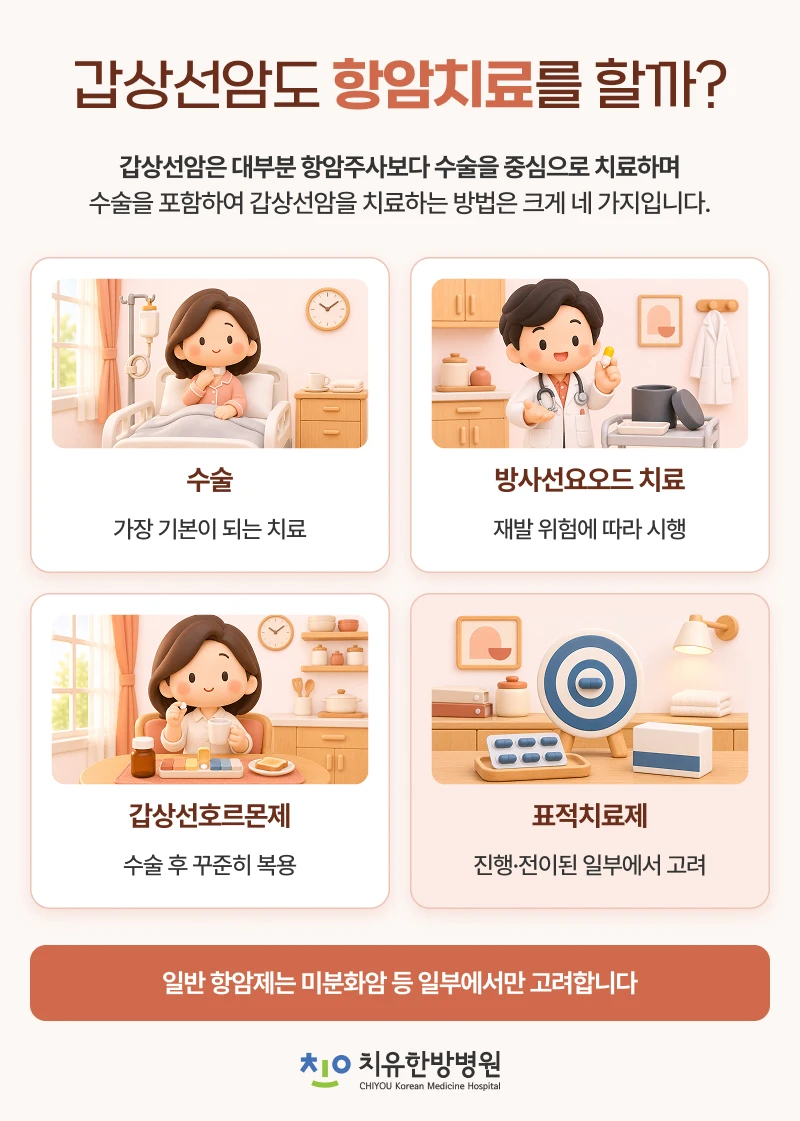 갑상선암도 항암치료를 할까?
갑상선암은 대부분 항암주사보다 수술을 중심으로 치료하며
수술을 포함하여 갑상선암을 치료하는 방법은 크게 네 가지입니다.
수술
가장 기본이 되는 치료
방사선요오드 치료
재발 위험에 따라 시행
갑상선호르몬제
수술 후 꾸준히 복용
표적치료제
진행·전이된 일부에서 고려
일반 항암제는 미분화암 등 일부에서만 고려합니다
치유 치유한방병원
CHIYOU Korean Medicine Hospital